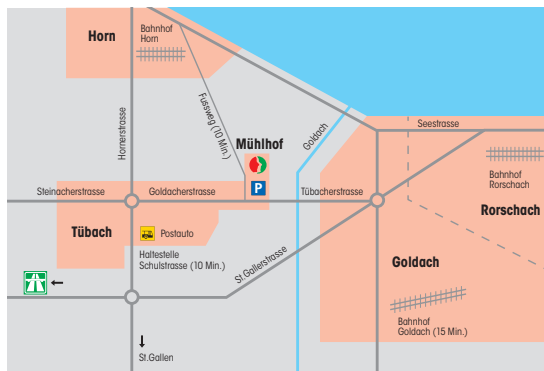 Horn
Bahnhof
Horn
Hornerstrasse
Fussweg (10 Min.)
Mühlhof
P
Goldach
Seestrasse
Bahnhof
Rorschach
Rorschach
Steinacherstrasse
Goldacherstrasse
Tübacherstrasse
Tübach
Postauto
Haltestelle
Schulstrasse (10 Min.)
St.Gallerstrasse
Goldach
Bahnhof
Goldach (15 Min.)
St.Gallen